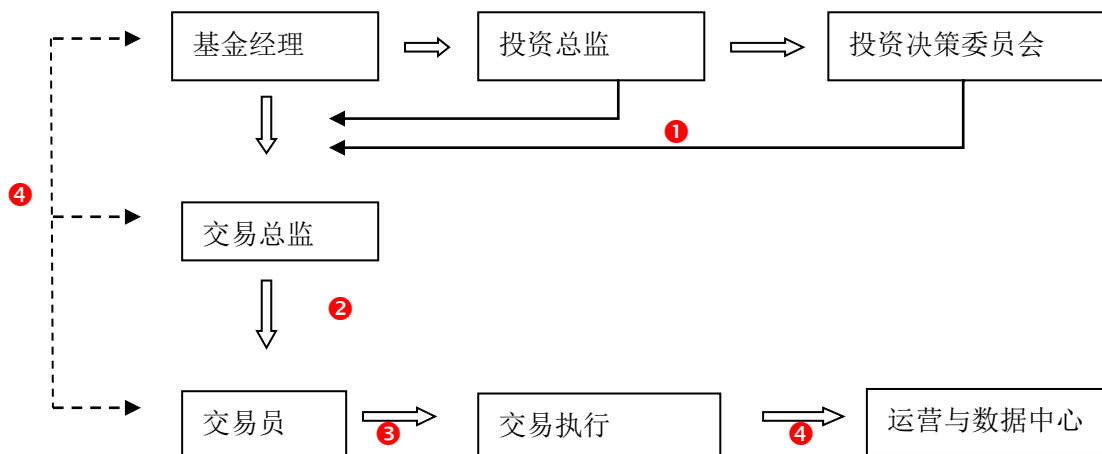 基金经理
投资总监
投资决策委员会
❶
❹
交易总监
❷
交易员
❸
交易执行
❹
运营与数据中心